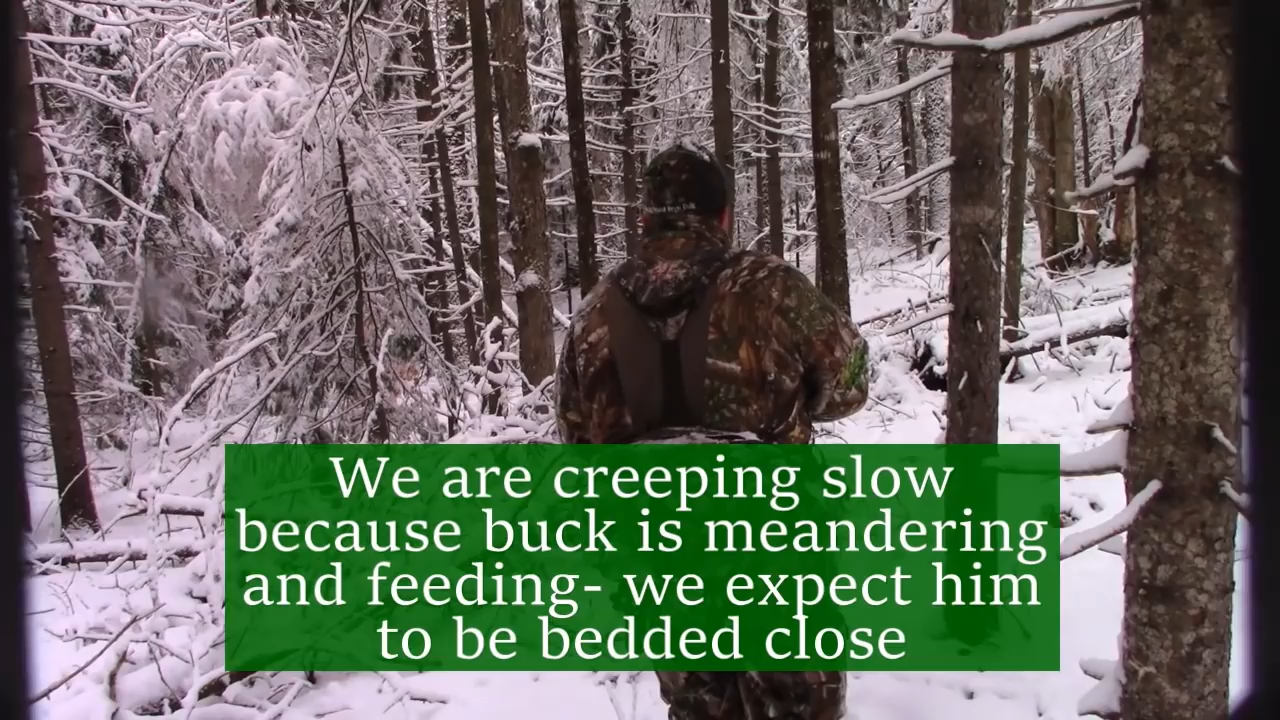 We are creeping slow
because buck is meandering
and feeding- we expect him
to be bedded close